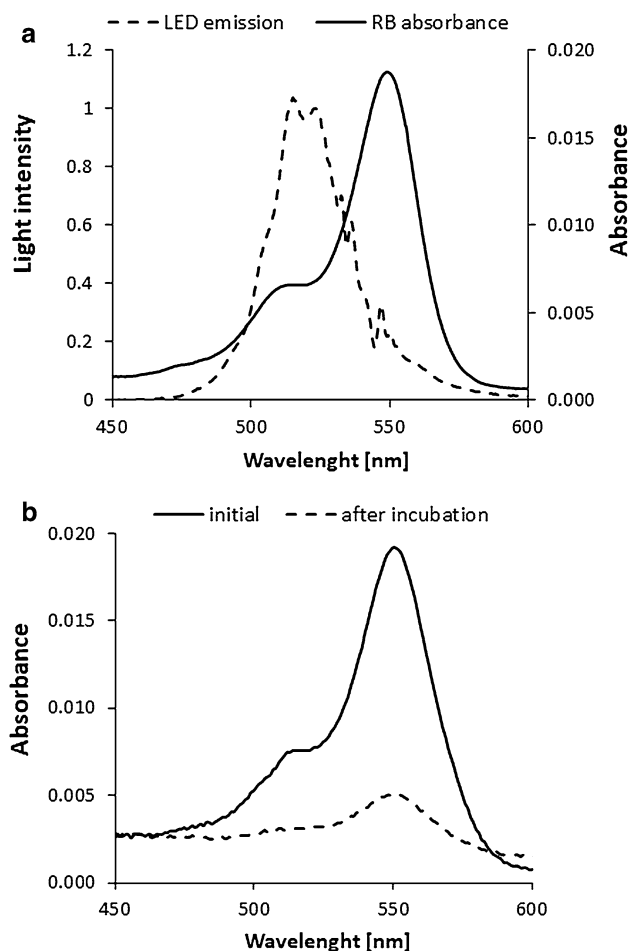 a
LED emission RB absorbance
1.2
1
0.8
0.6
0.4
0.2
0
Light intensity
0.020
0.015
0.010
0.005
0.000
Absorbance
450 500 550 600
Wavelenght [nm]
b
initial after incubation
0.020
0.015
0.010
0.005
0.000
Absorbance
450 500 550 600
Wavelenght [nm]